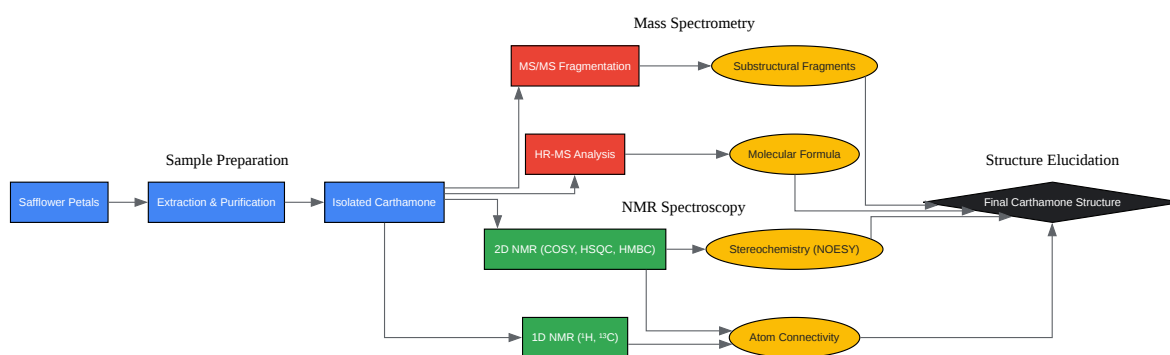 Mass Spectrometry
MS/MS Fragmentation
Substructural Fragments
HR-MS Analysis
Molecular Formula
Sample Preparation
Structure Elucidation
Safflower Petals
Extraction & Purification
Isolated Carthamone
Final Carthamone Structure
NMR Spectroscopy
2D NMR (COSY, HSQC, HMBC)
Stereochemistry (NOESY)
1D NMR (¹H, ¹³C)
Atom Connectivity